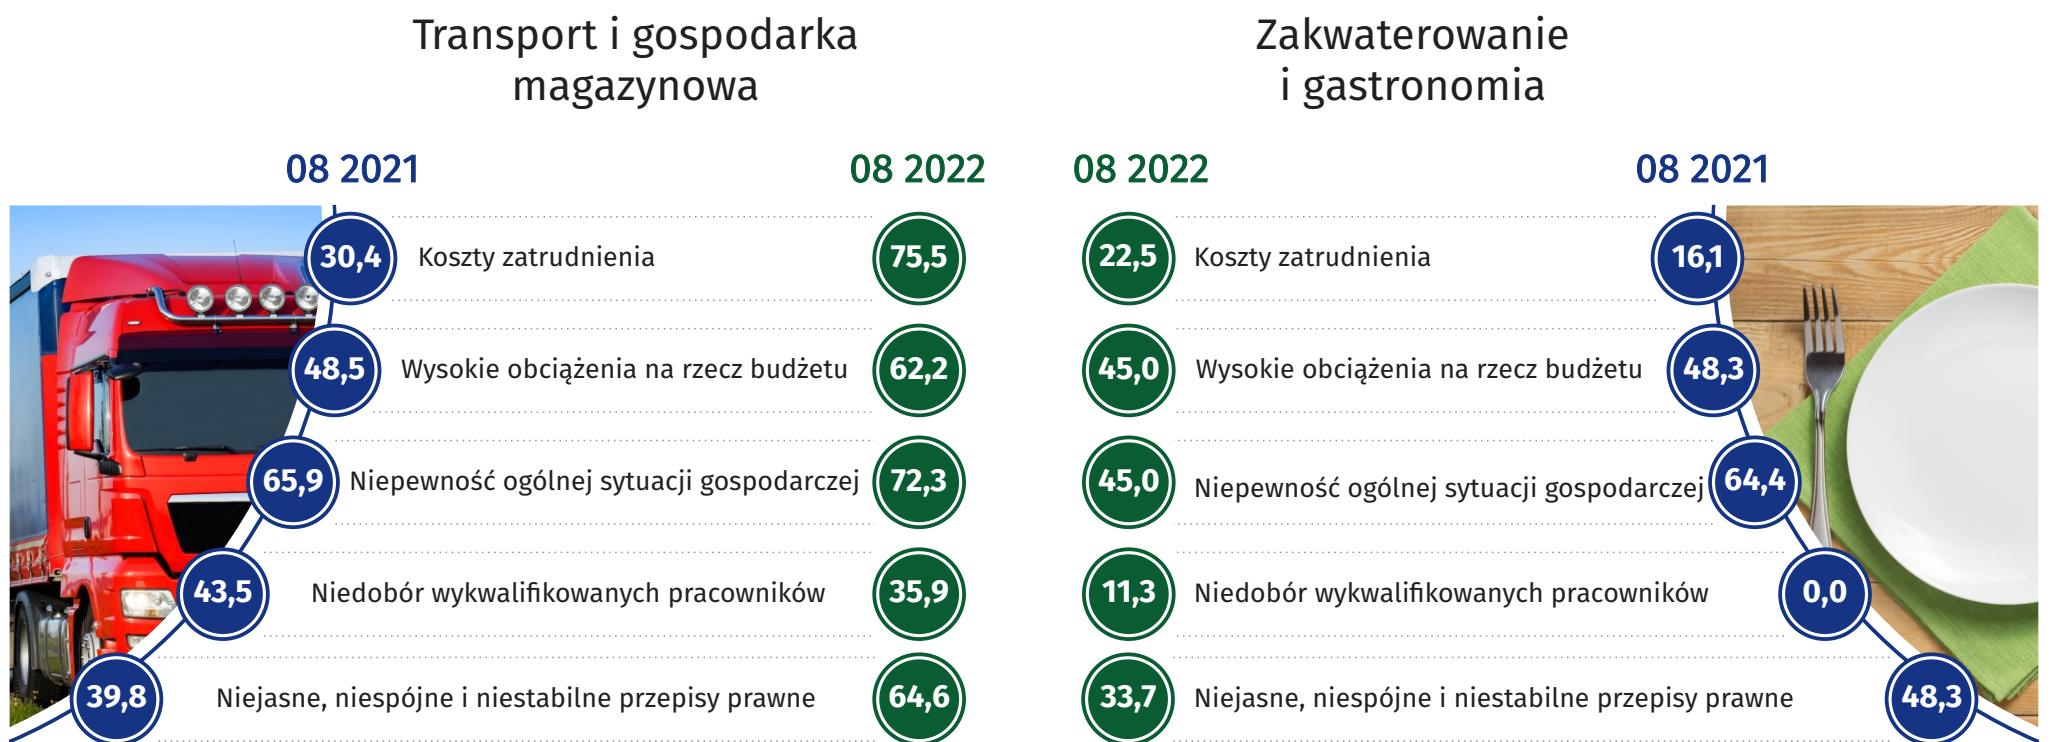 Transport i gospodarka
magazynowa
08 2021
08 2022
30,4 Koszty zatrudnienia 75,5
48,5 Wysokie obciążenia na rzecz budżetu 62,2
65,9 Niepewność ogólnej sytuacji gospodarczej 72,3
43,5 Niedobór wykwalifikowanych pracowników 35,9
39,8 Niejasne, niespójne i niestabilne przepisy prawne 64,6
Zakwaterowanie
i gastronomia
08 2022
08 2021
22,5 Koszty zatrudnienia 16,1
45,0 Wysokie obciążenia na rzecz budżetu 48,3
45,0 Niepewność ogólnej sytuacji gospodarczej 64,4
11,3 Niedobór wykwalifikowanych pracowników 0,0
33,7 Niejasne, niespójne i niestabilne przepisy prawne 48,3